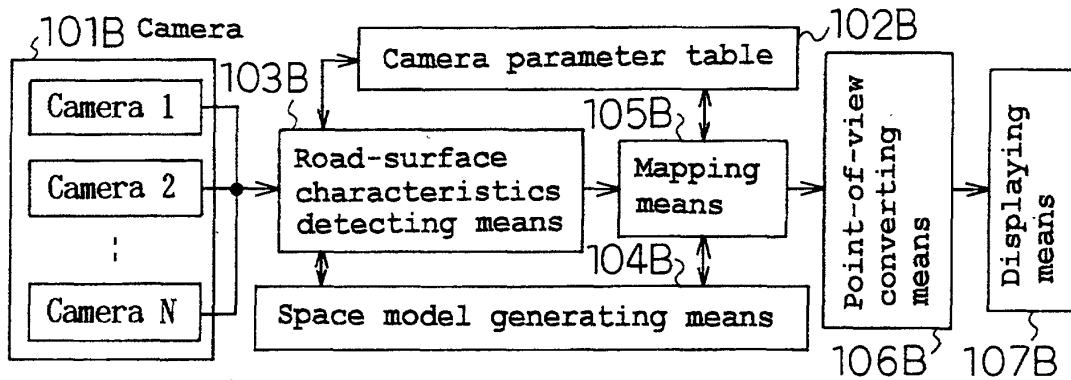 101B Camera
Camera 1
Camera 2
Camera N
103B
Road-surface
characteristics
detecting means
102B
Camera parameter table
105B
Mapping
means
104B
Space model generating means
Point-of-view
converting
means
106B
Displaying
means
107B